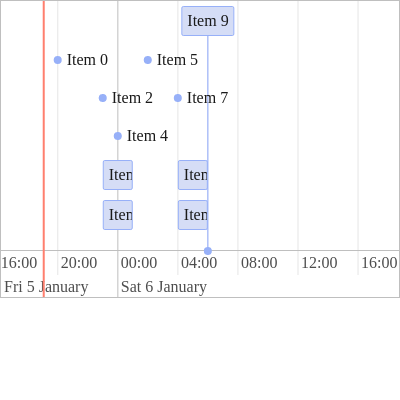 Item 9
Item 0 Item 5
Item 2 Item 7
Item 4
16:00 20:00 00:00 04:00 08:00 12:00 16:00
Fri 5 January Sat 6 January